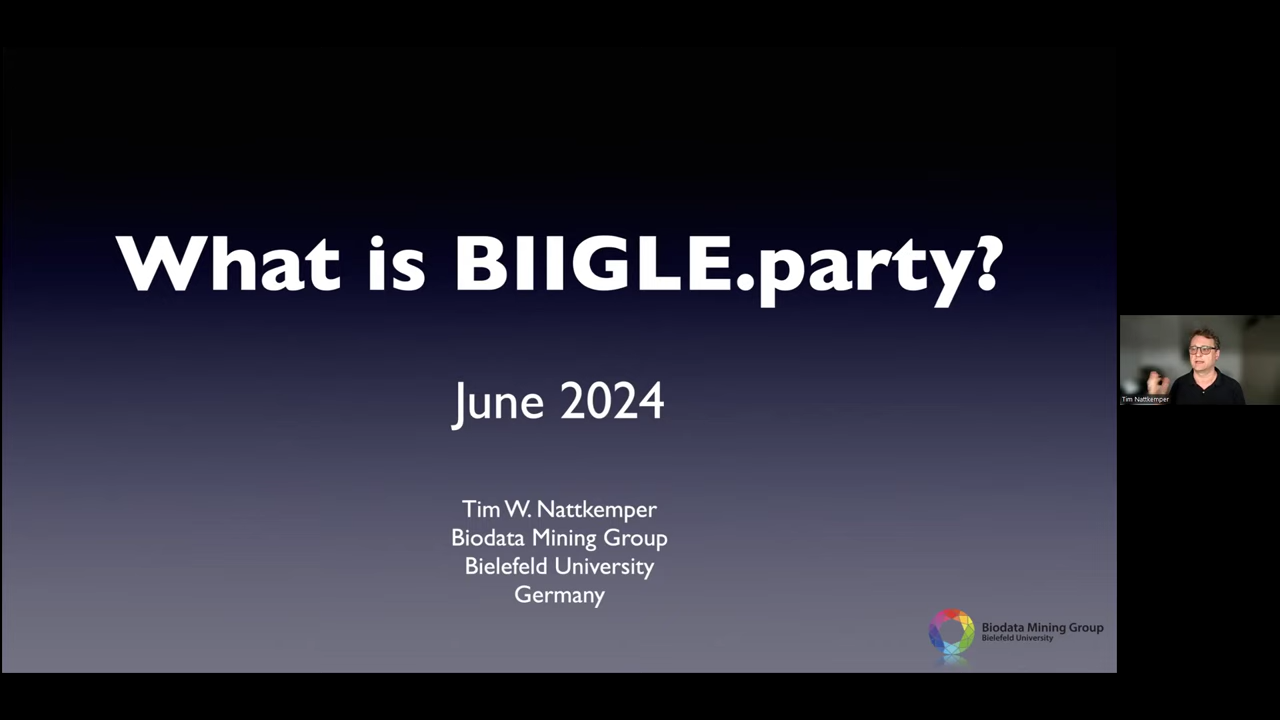 What is BIIGLE.party?
June 2024
Tim W. Nattkemper
Biodata Mining Group
Bielefeld University
Germany
Biodata Mining Group
Bielefeld University
Tim Nattkemper